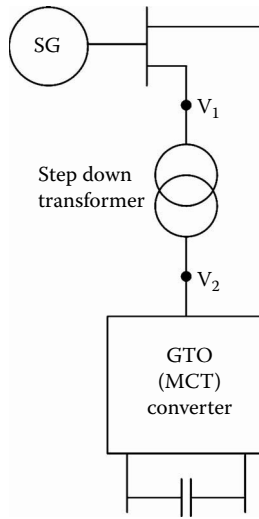 SG
V1
Step down
transformer
V2
GTO
(MCT)
converter